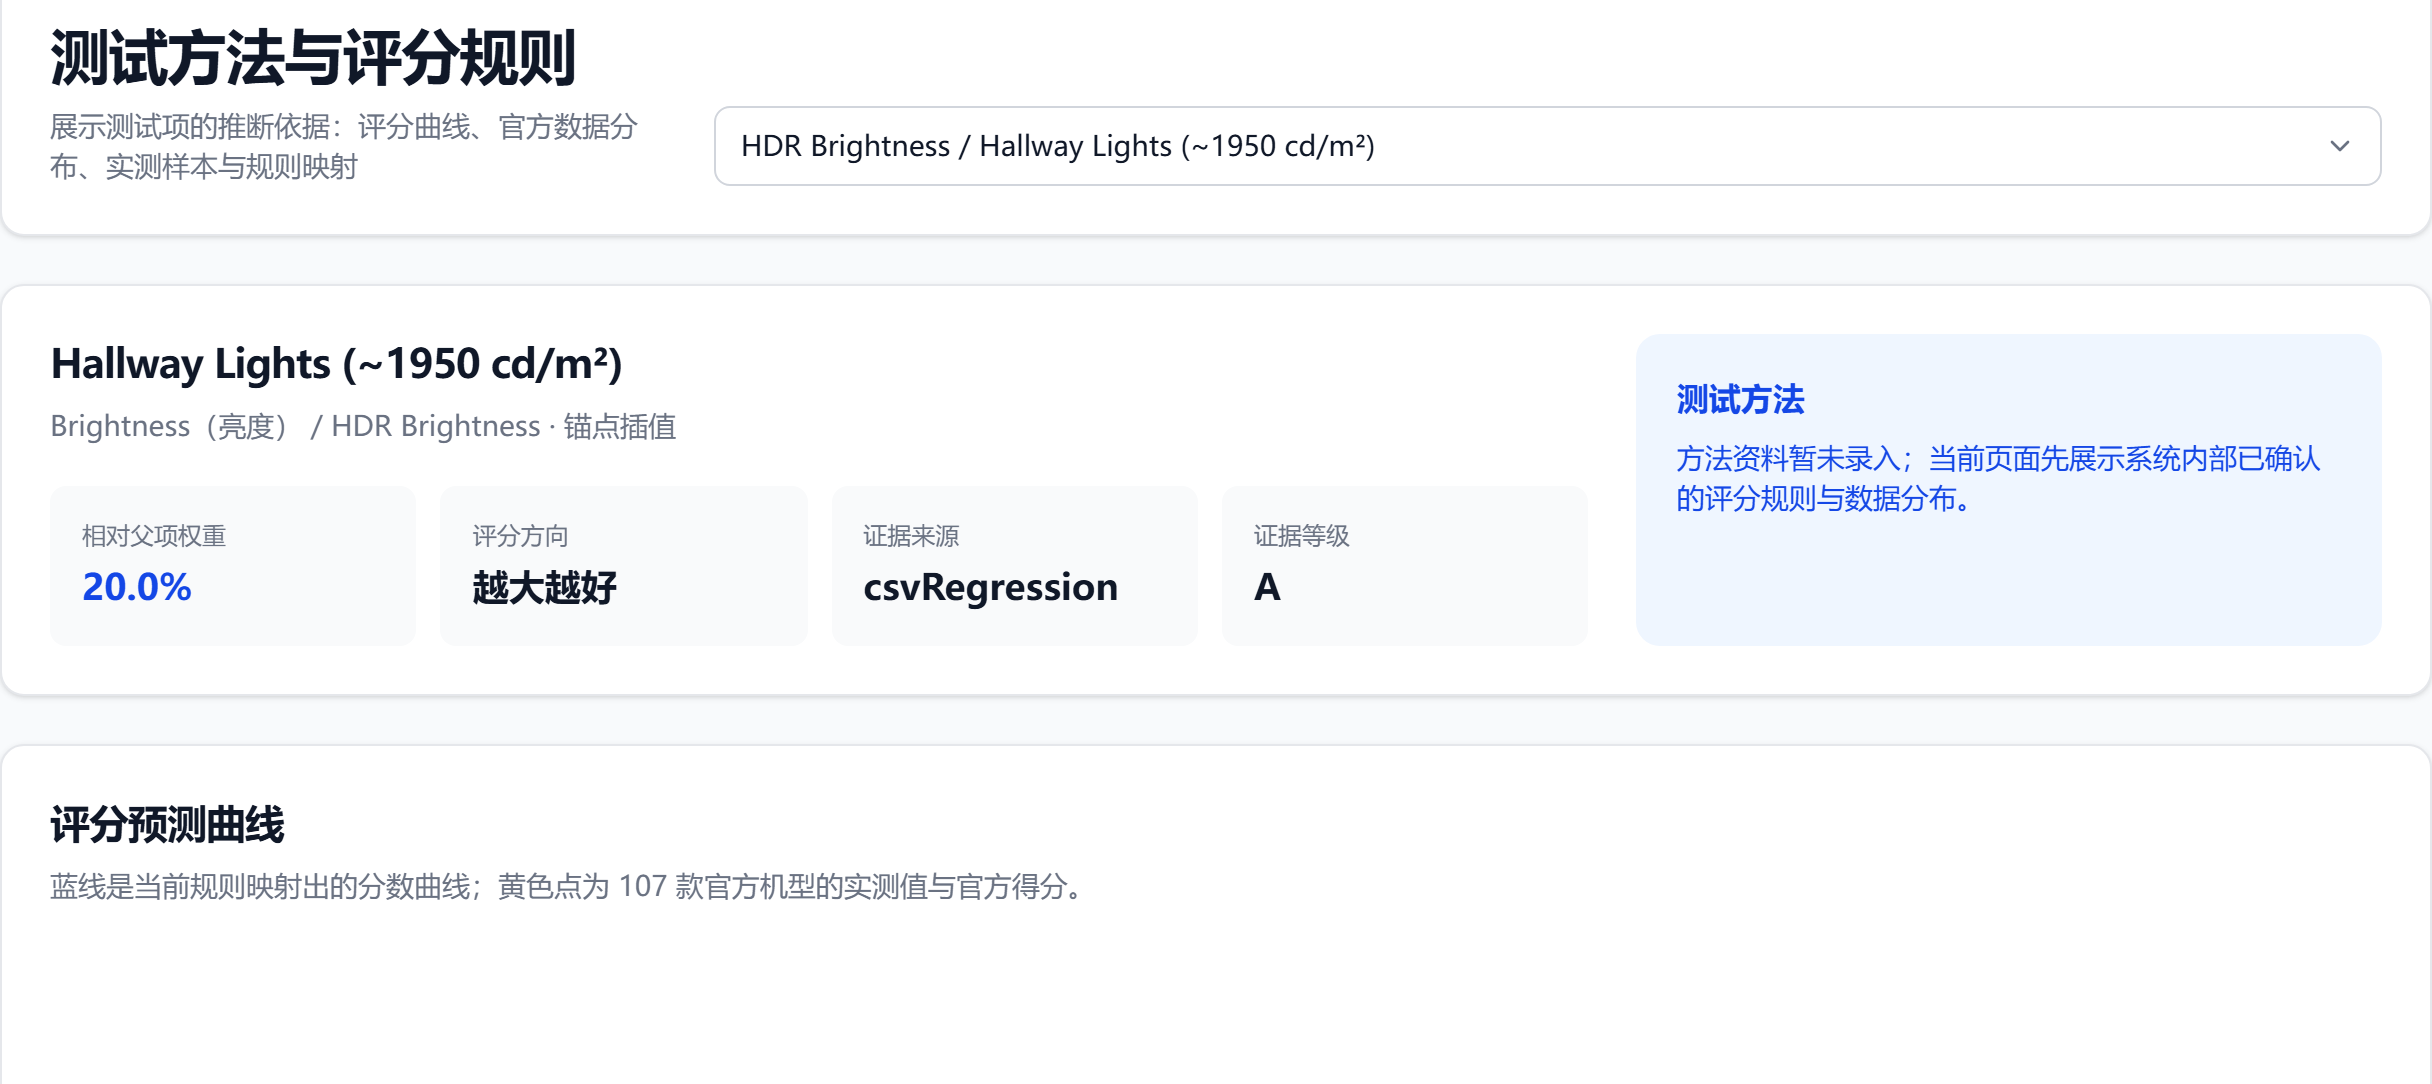 测试方法与评分规则
展示测试项的推断依据：评分曲线、官方数据分
布、实测样本与规则映射
HDR Brightness / Hallway Lights (~1950 cd/m²)
Hallway Lights (~1950 cd/m²)
Brightness（亮度） / HDR Brightness · 锚点插值
相对父项权重
20.0%
评分方向
越大越好
证据来源
csvRegression
证据等级
A
测试方法
方法资料暂未录入；当前页面先展示系统内部已确认
的评分规则与数据分布。
评分预测曲线
蓝线是当前规则映射出的分数曲线；黄色点为 107 款官方机型的实测值与官方得分。